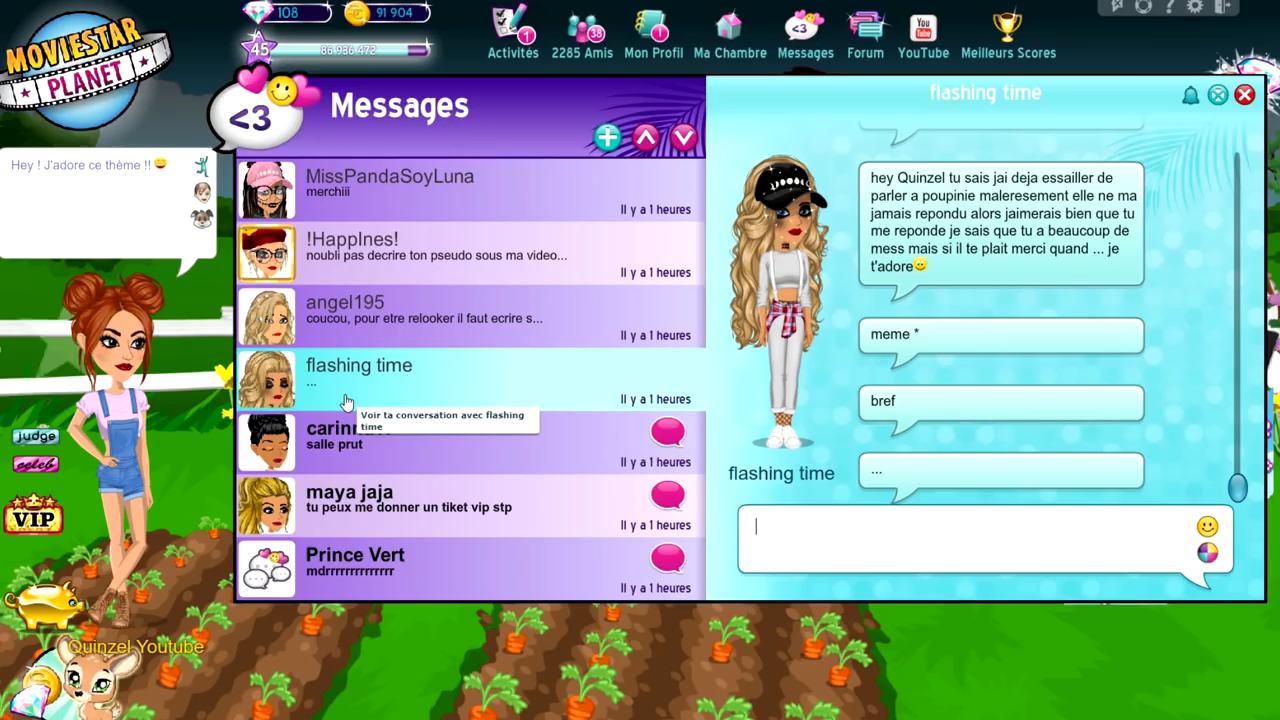 MOVIESTAR
PLANET
108
91 904
45
86 936 472
1
38
Activités
2285 Amis
Mon Profil
Ma Chambre
<3
Messages
Forum
You
Tube
YouTube
Meilleurs Scores
Hey ! J'adore ce thème !!
judge
celeb
VIP
Quinzel Youtube
<3
Messages
MissPandaSoyLuna
merchiii
Il y a 1 heures
!HappInes!
noubli pas decrire ton pseudo sous ma video...
Il y a 1 heures
angel195
coucou, pour etre relooker il faut ecrire s...
Il y a 1 heures
flashing time
...
Il y a 1 heures
Voir ta conversation avec flashing
time
salle prut
Il y a 1 heures
maya jaja
tu peux me donner un tiket vip stp
Il y a 1 heures
Prince Vert
mdrrrrrrrrrrrrr
Il y a 1 heures
flashing time
hey Quinzel tu sais jai deja essailler de
parler a poupinie maleresement elle ne ma
jamais repondu alors jaimerais bien que tu
me reponde je sais que tu a beaucoup de
mess mais si il te plait merci quand ... je
t'adore
meme *
bref
...
flashing time